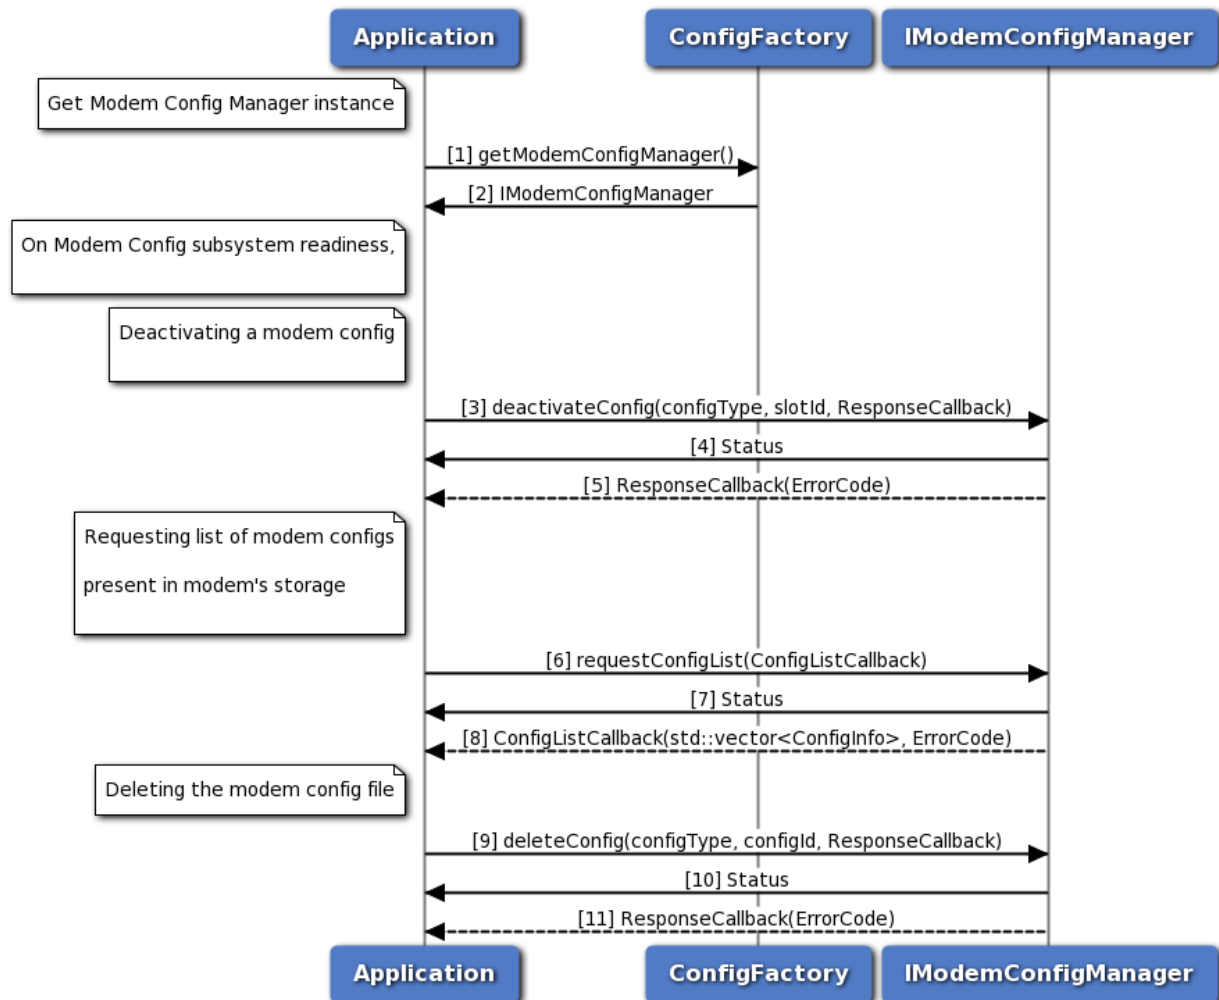 Application
ConfigFactory
IModemConfigManager
Get Modem Config Manager instance
[1] getModemConfigManager()
[2] IModemConfigManager
On Modem Config subsystem readiness,
Deactivating a modem config
[3] deactivateConfig(configType, slotId, ResponseCallback)
[4] Status
[5] ResponseCallback(ErrorCode)
Requesting list of modem configs
present in modem's storage
[6] requestConfigList(ConfigListCallback)
[7] Status
[8] ConfigListCallback(std::vector<ConfigInfo>, ErrorCode)
Deleting the modem config file
[9] deleteConfig(configType, configId, ResponseCallback)
[10] Status
[11] ResponseCallback(ErrorCode)
Application
ConfigFactory
IModemConfigManager